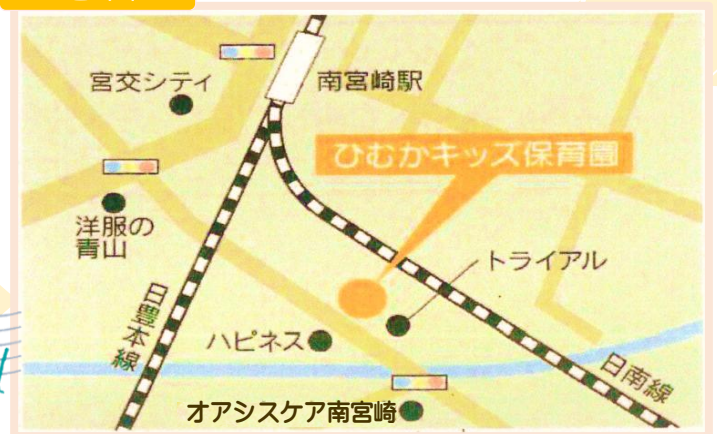 宮交シティ
南宮崎駅
ひむかキッズ保育園
洋服の
青山
トライアル
日豊本線
ハピネス
日南線
オアシスケア南宮崎